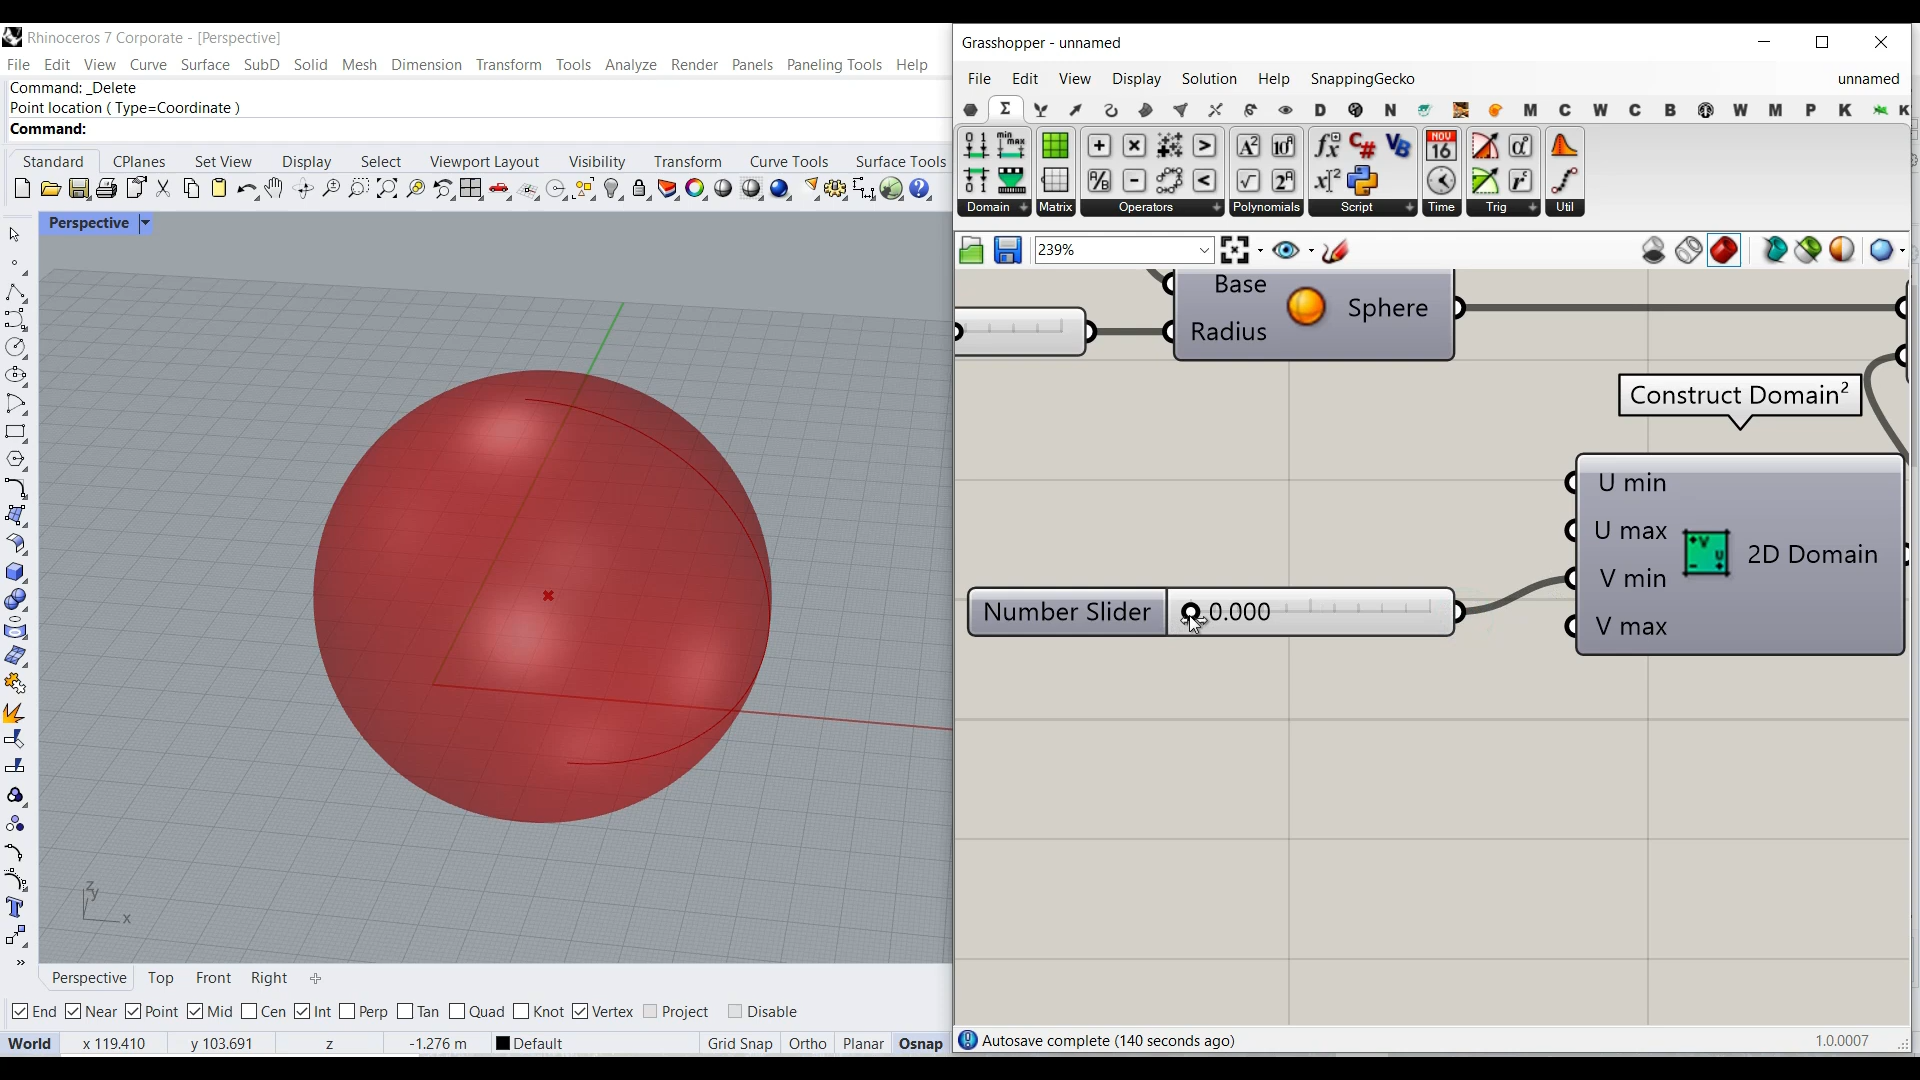 Rhinoceros 7 Corporate - [Perspective]
File Edit View Curve Surface SubD Solid Mesh Dimension Transform Tools Analyze Render Panels Paneling Tools Help
Command: _Delete
Point location ( Type=Coordinate )
Command:
Standard CPlanes Set View Display Select Viewport Layout Visibility Transform Curve Tools Surface Tools
Perspective
z
y
x
Perspective Top Front Right
End Near Point Mid Cen Int Perp Tan Quad Knot Vertex Project Disable
World x 119.410 y 103.691 z -1.276 m Default Grid Snap Ortho Planar Osnap
Grasshopper - unnamed
File Edit View Display Solution Help SnappingGecko unnamed
Σ D N M C W C B W M P K K
Domain Matrix Operators Polynomials Script Time Trig Util
239%
Base
Sphere
Radius
Construct Domain²
U min
U max
2D Domain
V min
V max
Number Slider 0.000
Autosave complete (140 seconds ago) 1.0.0007